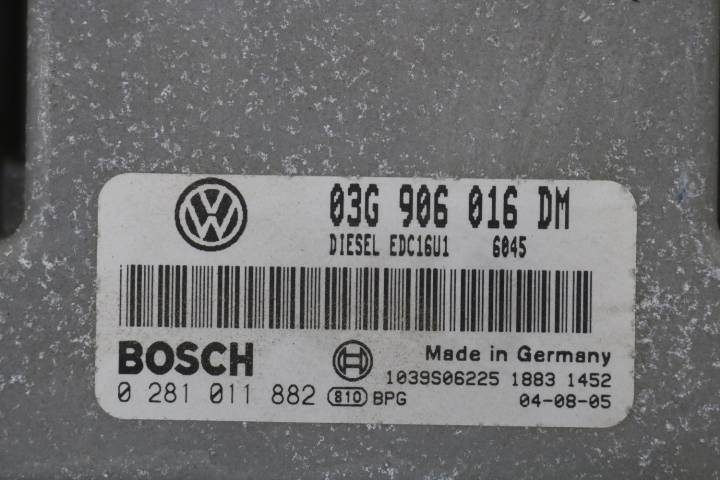 03G 906 016 DM
DIESEL EDC16U1 6045
BOSCH
Made in Germany
1039S06225 1883 1452
0 281 011 882 810 BPG
04-08-05